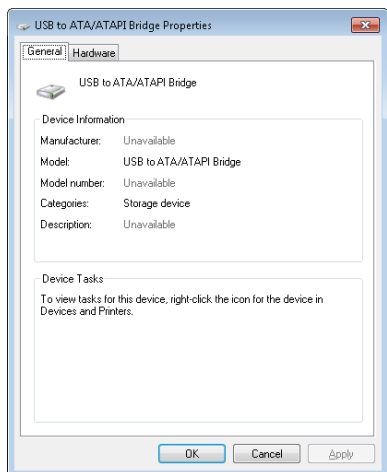 USB to ATA/ATAPI Bridge Properties
General Hardware
USB to ATA/ATAPI Bridge
Device Information
Manufacturer: Unavailable
Model: USB to ATA/ATAPI Bridge
Model number: Unavailable
Categories: Storage device
Description: Unavailable
Device Tasks
To view tasks for this device, right-click the icon for the device in
Devices and Printers.
OK Cancel Apply